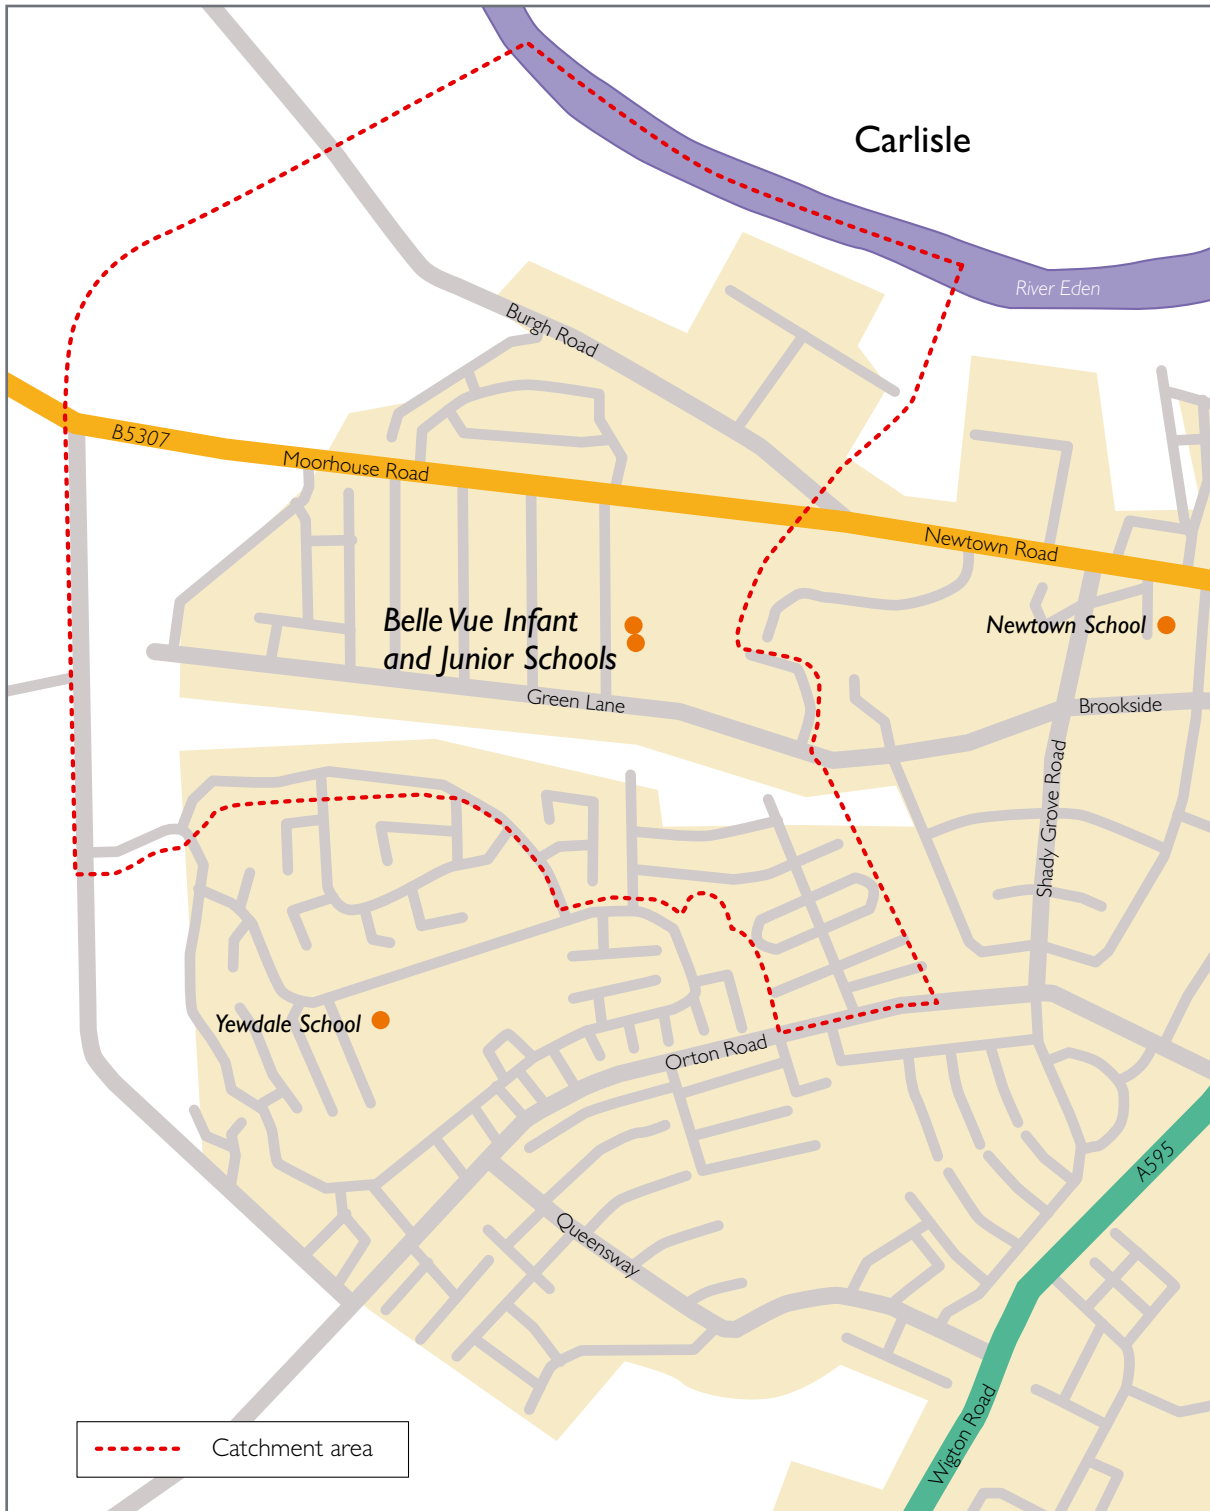 Carlisle
River Eden
Burgh Road
B5307
Moorhouse Road
Newtown Road
Belle Vue Infant
and Junior Schools
Newtown School
Green Lane
Brookside
Shady Grove Road
Yewdale School
Orton Road
A595
Queensway
Wigton Road
Catchment area